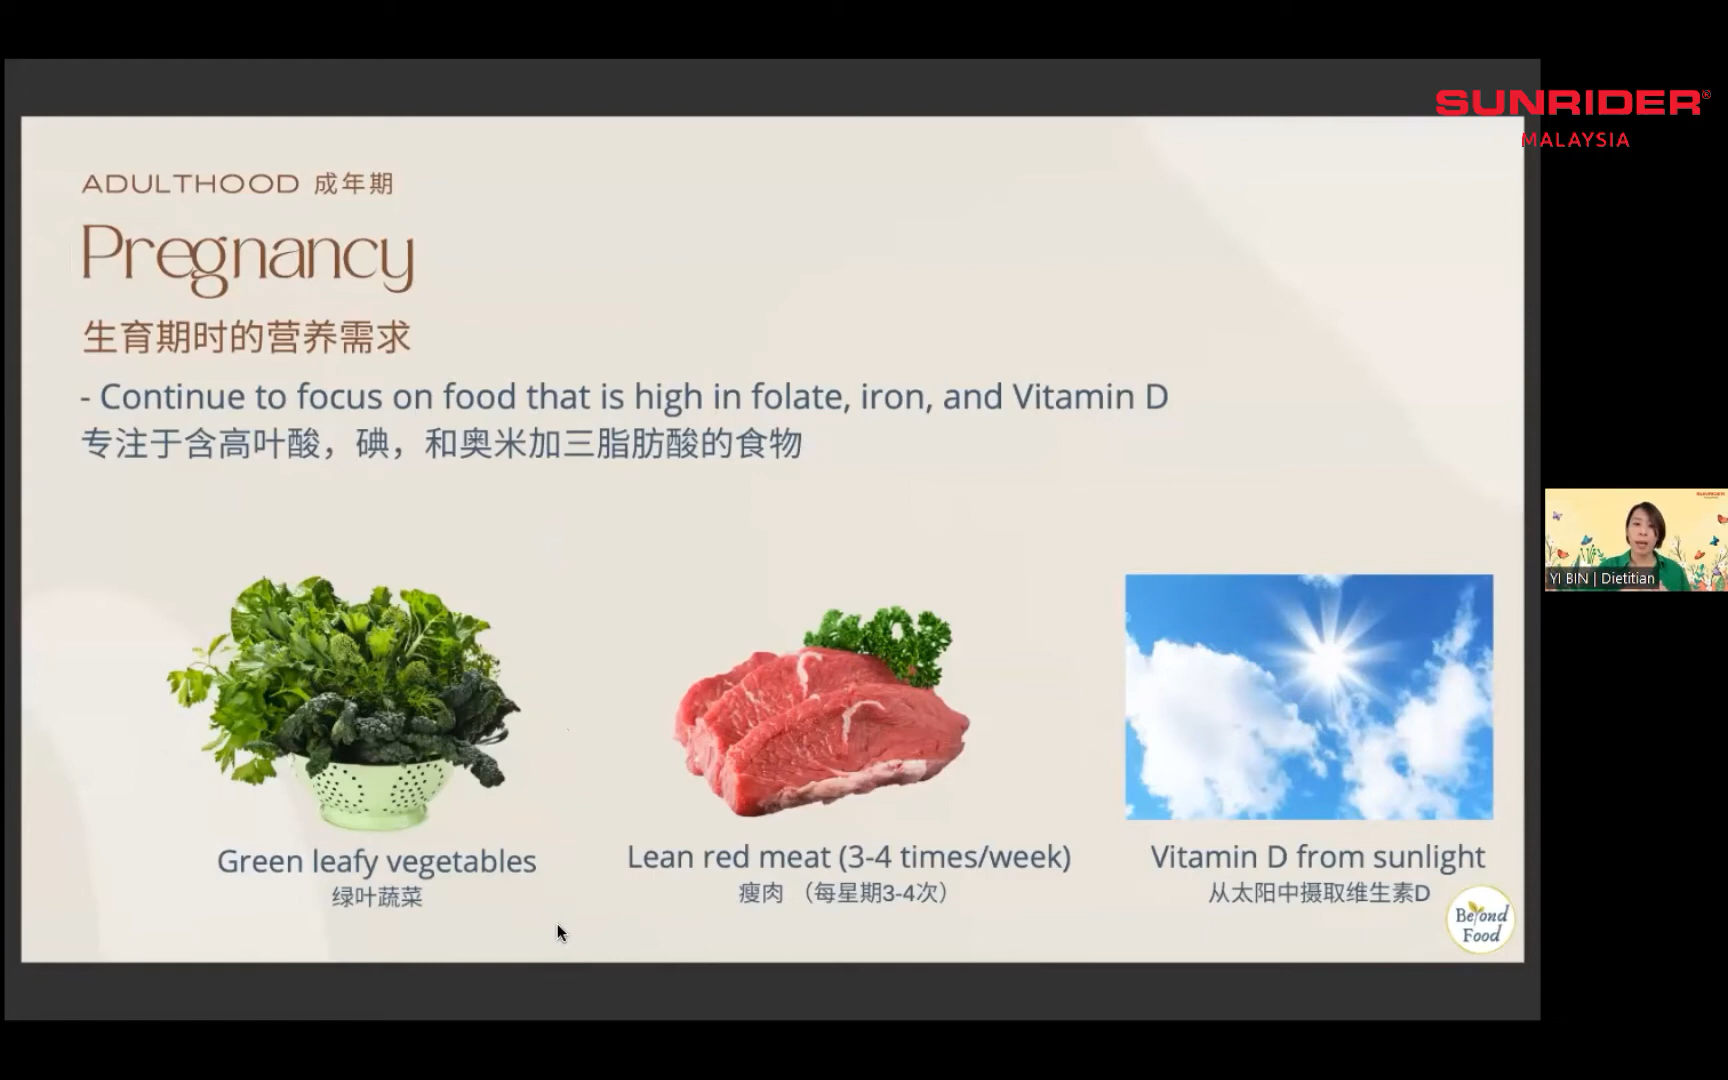 SUNRIDER®
MALAYSIA
ADULTHOOD 成年期
Pregnancy
生育期时的营养需求
- Continue to focus on food that is high in folate, iron, and Vitamin D
专注于含高叶酸，碘，和奥米加三脂肪酸的食物
Green leafy vegetables
绿叶蔬菜
Lean red meat (3-4 times/week)
瘦肉 （每星期3-4次）
Vitamin D from sunlight
从太阳中摄取维生素D
Beyond
Food
SUNRIDER
YI BIN | Dietitian